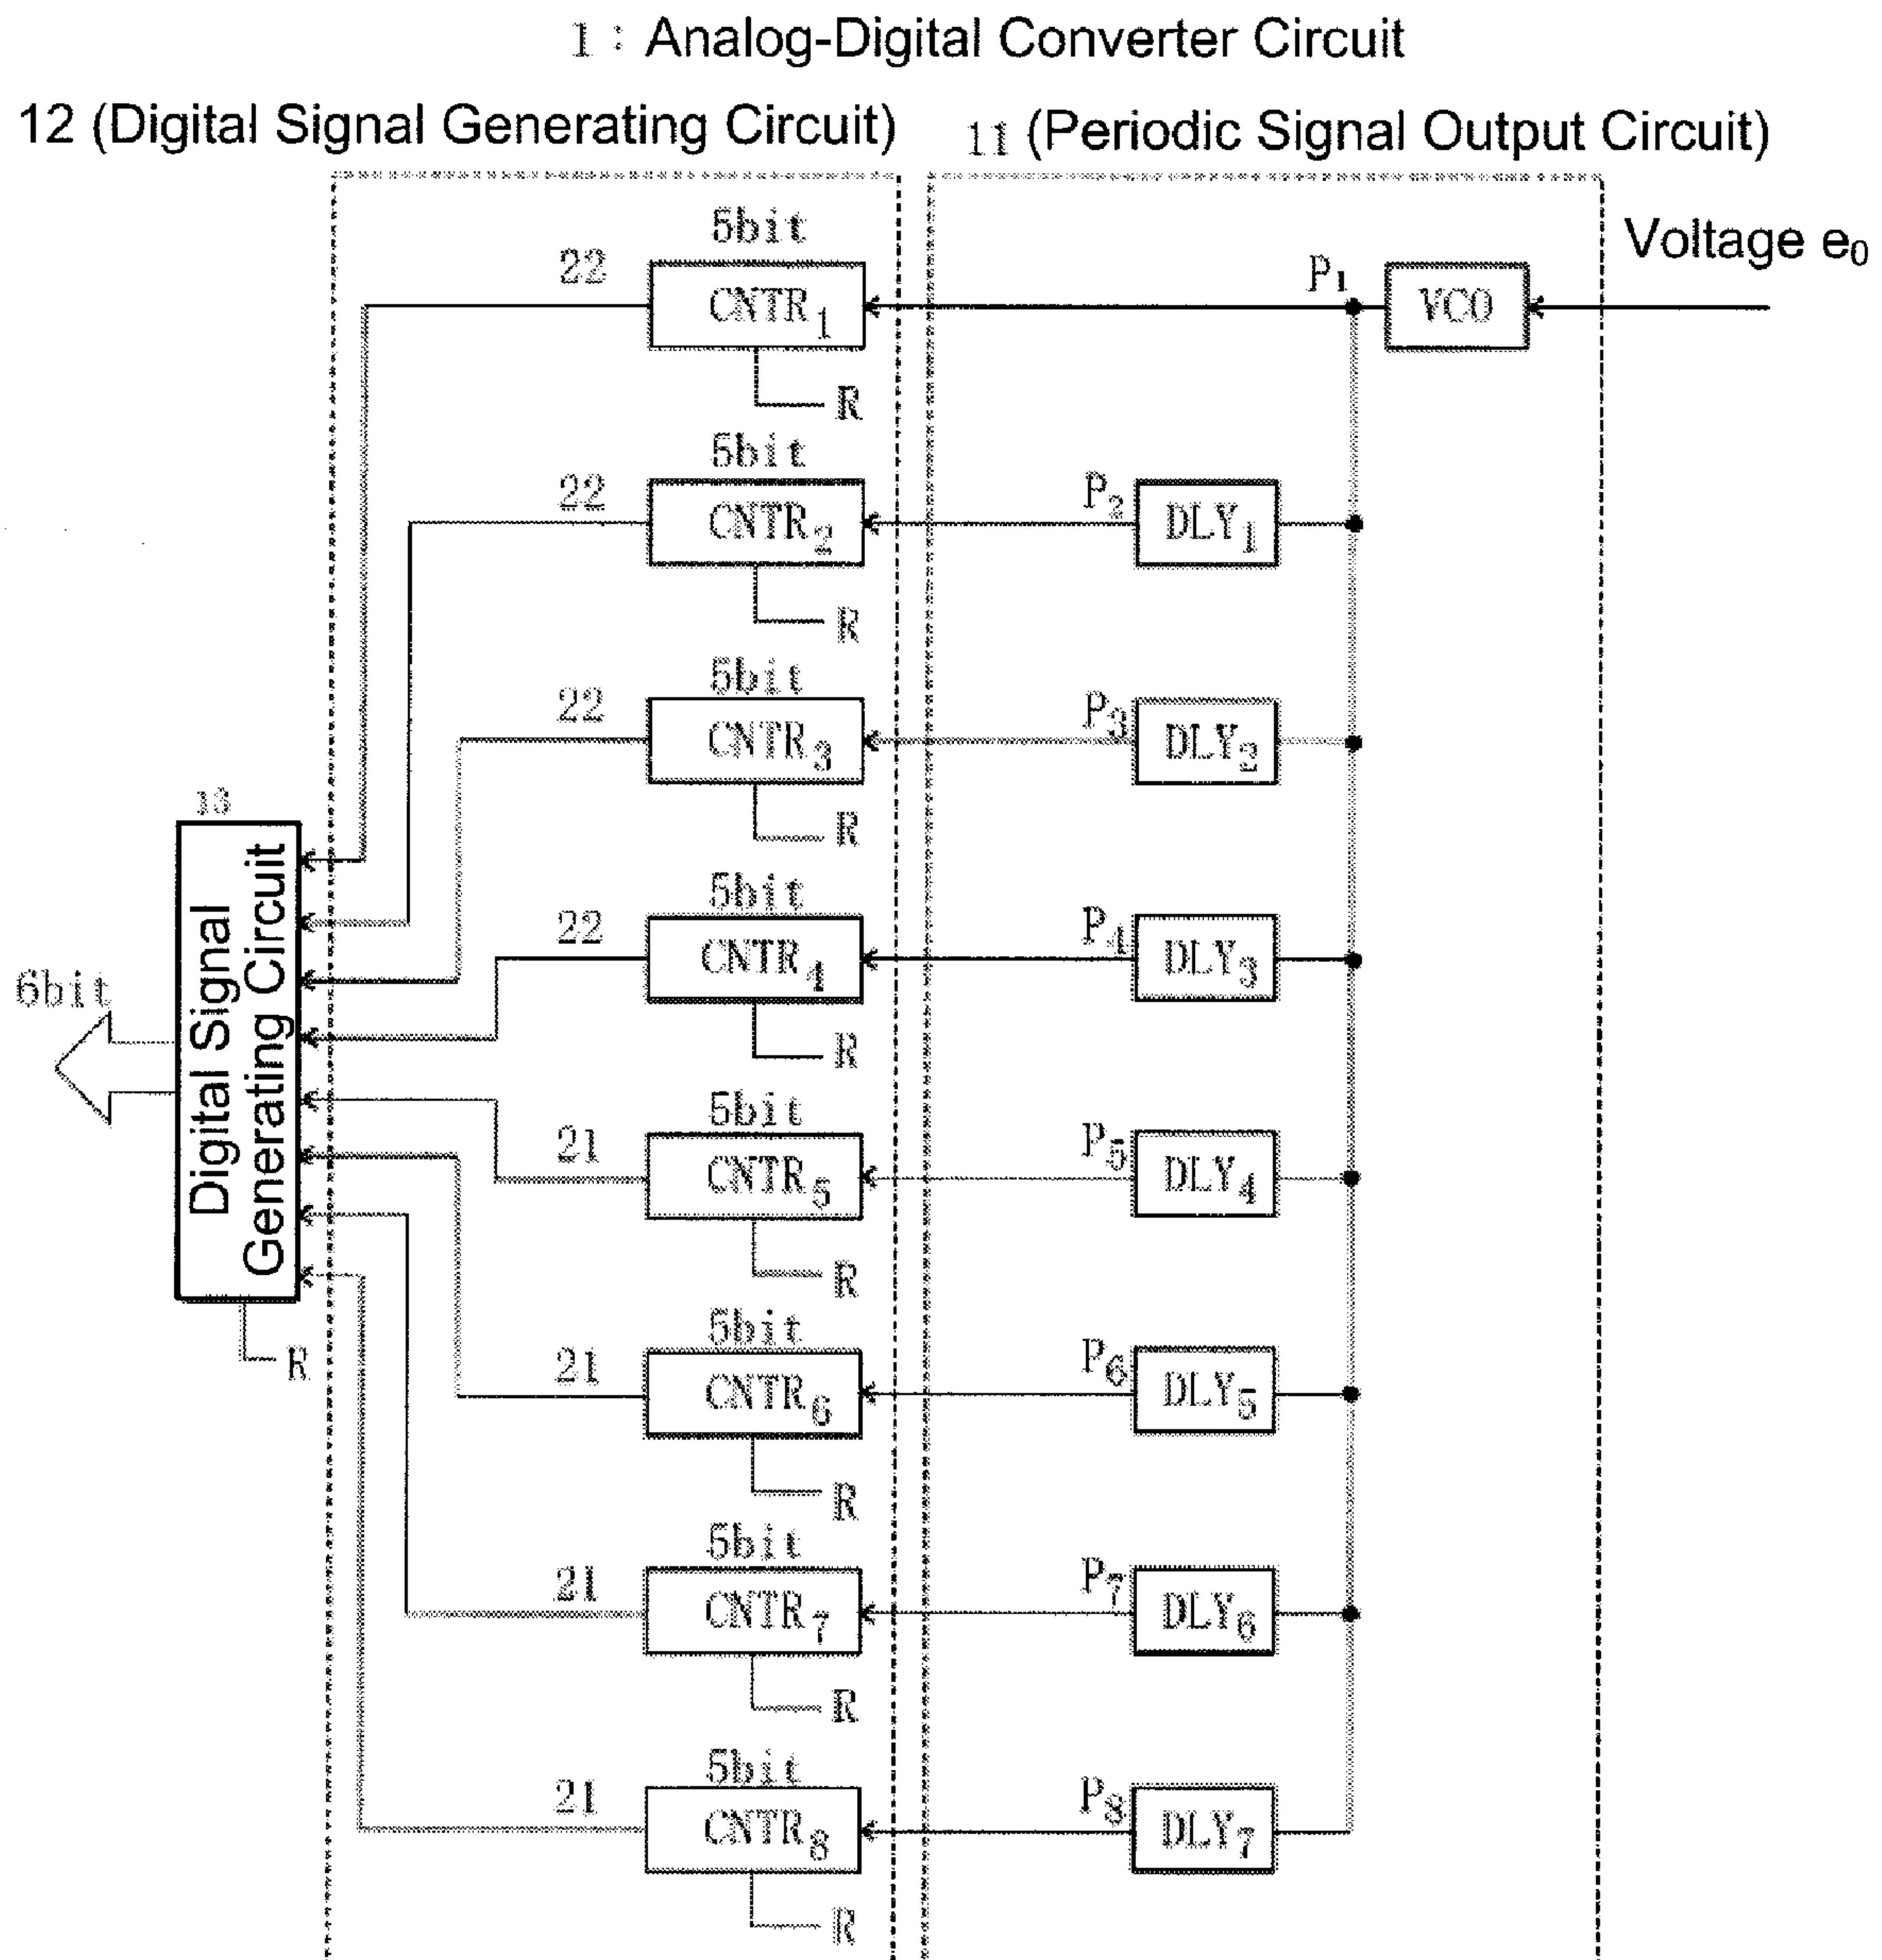 1 : Analog-Digital Converter Circuit
12 (Digital Signal Generating Circuit)
11 (Periodic Signal Output Circuit)
Voltage e₀
5bit
22
CNTR₁
P₁
VCO
R
5bit
22
CNTR₂
P₂
DLY₁
R
5bit
22
CNTR₃
P₃
DLY₂
R
13
Digital Signal
Generating Circuit
6bit
R
5bit
22
CNTR₄
P₄
DLY₃
R
5bit
21
CNTR₅
P₅
DLY₄
R
5bit
21
CNTR₆
P₆
DLY₅
R
5bit
21
CNTR₇
P₇
DLY₆
R
5bit
21
CNTR₈
P₈
DLY₇
R